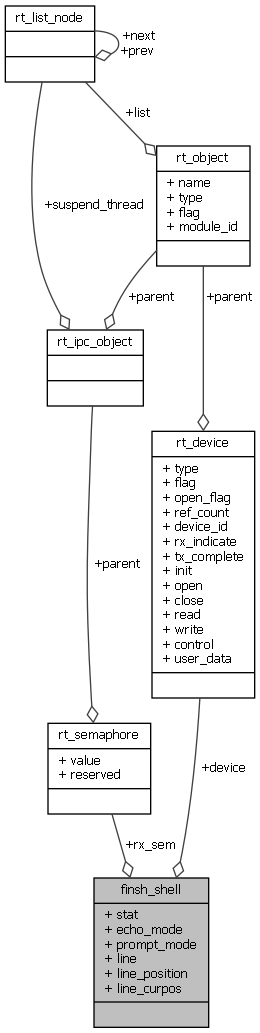 rt_list_node
+next
+prev
+list
rt_object
+ name
+ type
+ flag
+ module_id
+suspend_thread
+parent
+parent
rt_ipc_object
rt_device
+ type
+ flag
+ open_flag
+ ref_count
+ device_id
+ rx_indicate
+ tx_complete
+ init
+ open
+ close
+ read
+ write
+ control
+ user_data
+parent
rt_semaphore
+ value
+ reserved
+device
+rx_sem
finsh_shell
+ stat
+ echo_mode
+ prompt_mode
+ line
+ line_position
+ line_curpos